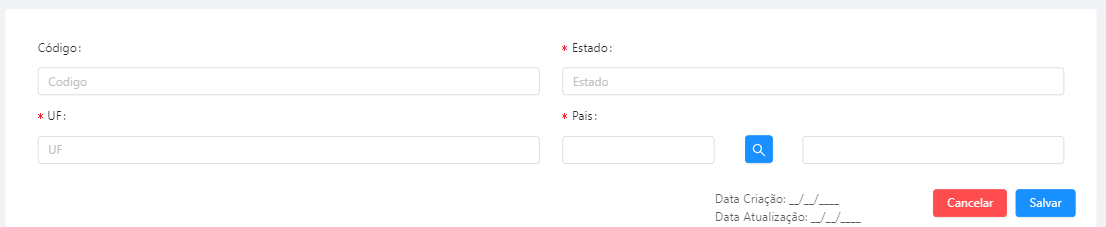 Código:
* Estado:
Codigo
Estado
* UF:
* Pais:
UF
Data Criação: __/__/____
Cancelar
Salvar
Data Atualização: __/__/____